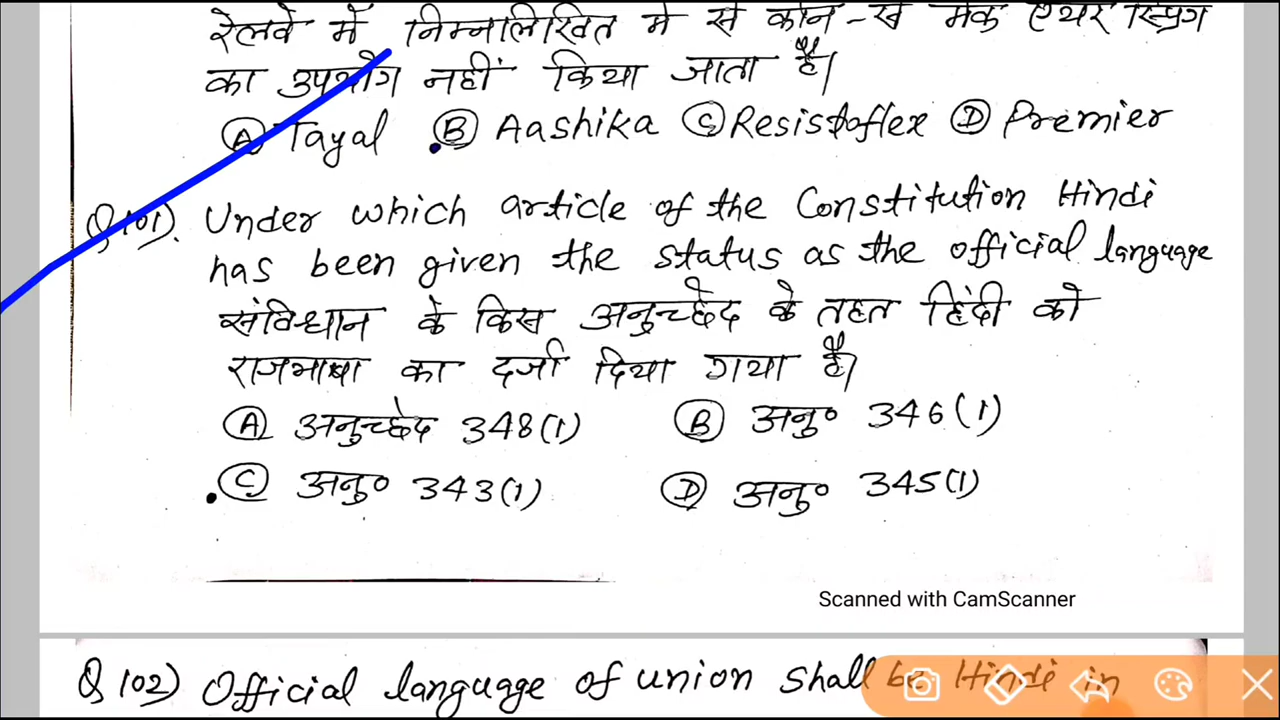 रेलवे में निम्नलिखित मे से कौन-से मेक एयर स्प्रिंग
का उपयोग नहीं किया जाता है।
Ⓐ Tayal Ⓑ Aashika Ⓒ Resistoflex Ⓓ Premier
Q 101). Under which article of the Constitution Hindi
has been given the status as the official language
संविधान के किस अनुच्छेद के तहत हिंदी को
राजभाषा का दर्जा दिया गया है।
Ⓐ अनुच्छेद 348(1) Ⓑ अनु० 346(1)
Ⓒ अनु० 343(1) Ⓓ अनु० 345(1)
Scanned with CamScanner
Q 102) Official language of union shall be Hindi in